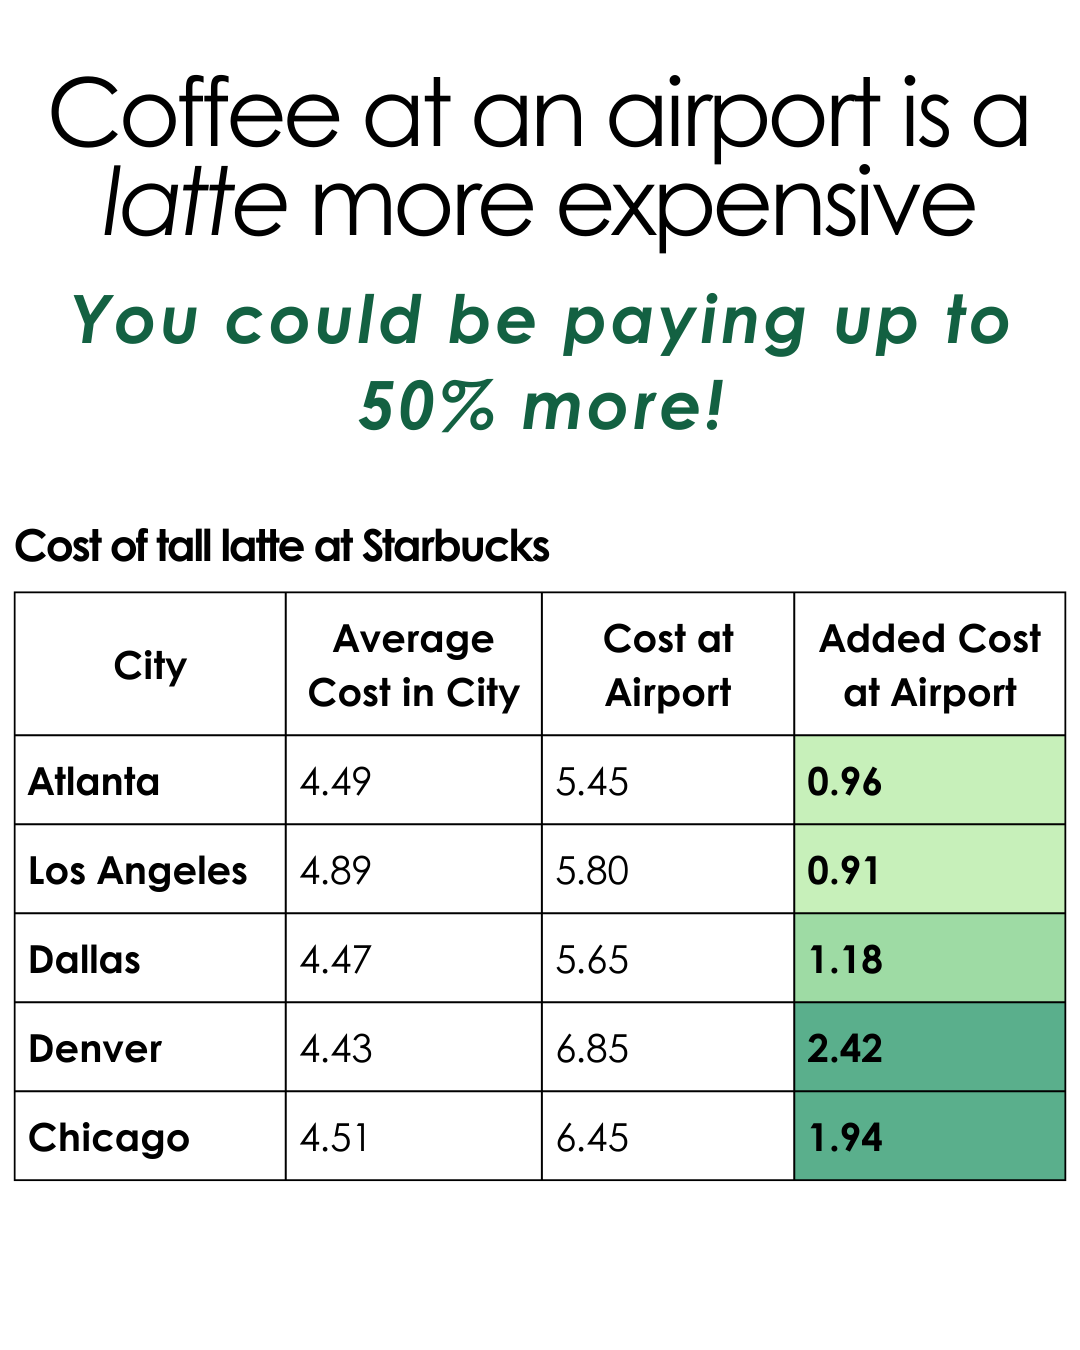 Coffee at an airport is a
latte more expensive
You could be paying up to
50% more!
Cost of tall latte at Starbucks
City
Average
Cost in City
Cost at
Airport
Added Cost
at Airport
Atlanta 4.49 5.45 0.96
Los Angeles 4.89 5.80 0.91
Dallas 4.47 5.65 1.18
Denver 4.43 6.85 2.42
Chicago 4.51 6.45 1.94